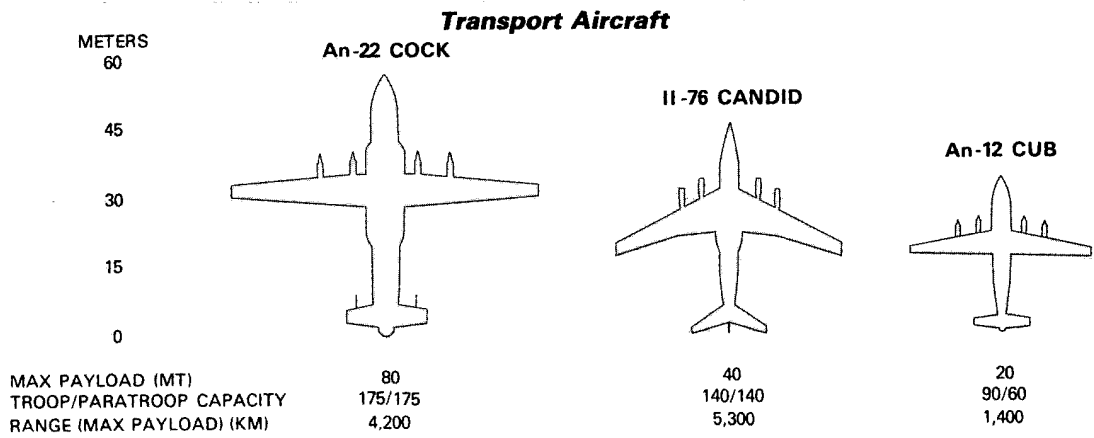 Transport Aircraft
METERS
60
45
30
15
0
An-22 COCK
Il-76 CANDID
An-12 CUB
MAX PAYLOAD (MT) 80 40 20
TROOP/PARATROOP CAPACITY 175/175 140/140 90/60
RANGE (MAX PAYLOAD) (KM) 4,200 5,300 1,400